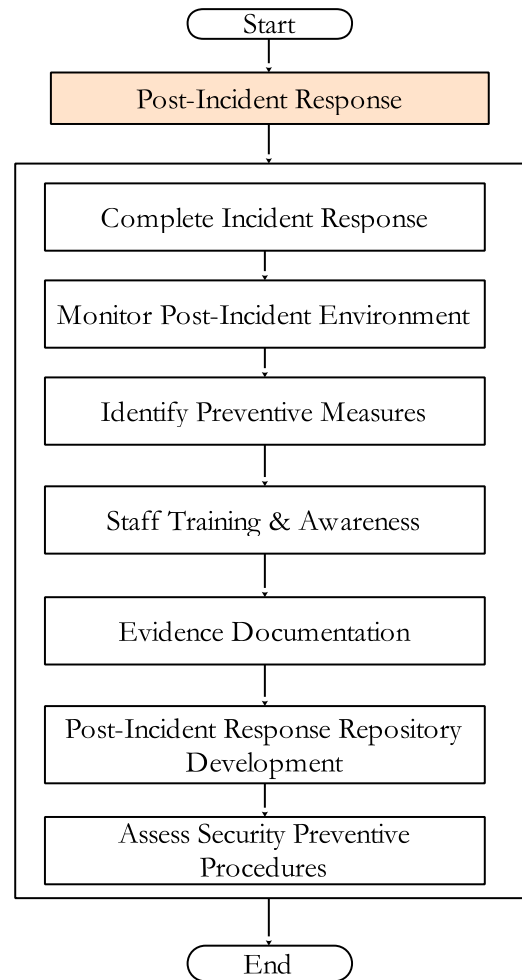 Start
Post-Incident Response
Complete Incident Response
Monitor Post-Incident Environment
Identify Preventive Measures
Staff Training & Awareness
Evidence Documentation
Post-Incident Response Repository
Development
Assess Security Preventive
Procedures
End